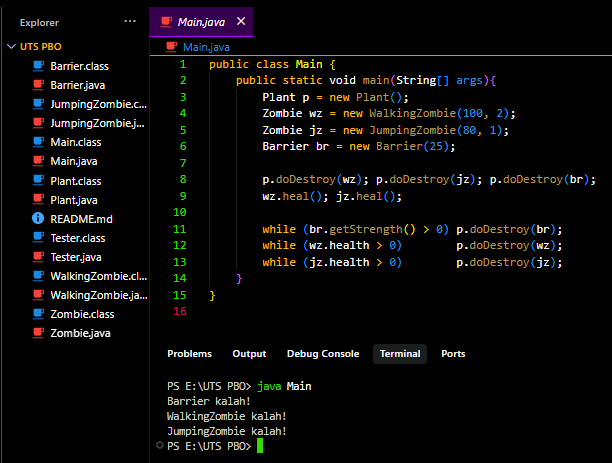 Explorer ···
UTS PBO
Barrier.class
Barrier.java
JumpingZombie.c...
JumpingZombie.j...
Main.class
Main.java
Plant.class
Plant.java
README.md
Tester.class
Tester.java
WalkingZombie.cl...
WalkingZombie.ja...
Zombie.class
Zombie.java
Main.java
Main.java
1 public class Main {
2 public static void main(String[] args){
3 Plant p = new Plant();
4 Zombie wz = new WalkingZombie(100, 2);
5 Zombie jz = new JumpingZombie(80, 1);
6 Barrier br = new Barrier(25);
7
8 p.doDestroy(wz); p.doDestroy(jz); p.doDestroy(br);
9 wz.heal(); jz.heal();
10
11 while (br.getStrength() > 0) p.doDestroy(br);
12 while (wz.health > 0) p.doDestroy(wz);
13 while (jz.health > 0) p.doDestroy(jz);
14 }
15 }
16
Problems Output Debug Console Terminal Ports
PS E:\UTS PBO> java Main
Barrier kalah!
WalkingZombie kalah!
JumpingZombie kalah!
PS E:\UTS PBO>